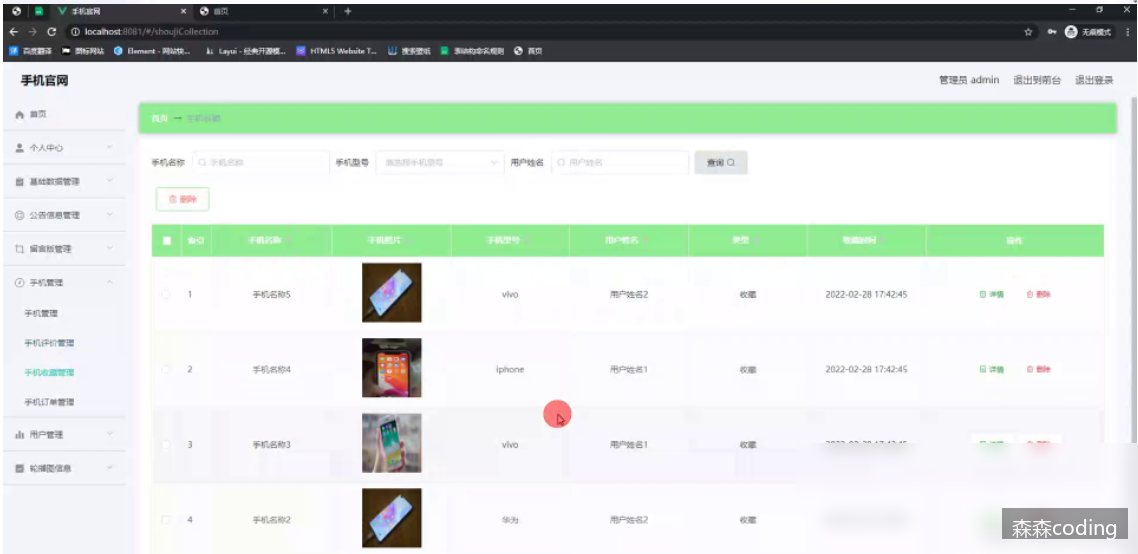 手机官网 首页
localhost:8081/#/shoujiCollection 无痕模式
百度翻译 图标网站 Element - 网站快... Layui - 经典开源模... HTML5 Website T... 搜索壁纸 首页
手机官网 管理员 admin 退出到前台 退出登录
首页
个人中心
基础数据管理
公告信息管理
留言板管理
手机管理
手机管理
手机评价管理
手机收藏管理
手机订单管理
用户管理
轮播图信息
首页 手机收藏
手机名称 手机名称 手机型号 请选择手机型号 用户姓名 用户姓名 查询
删除
索引 手机名称 手机照片 手机型号 用户姓名 类型 收藏时间 操作
1 手机名称5 vivo 用户姓名2 收藏 2022-02-28 17:42:45 详情 删除
2 手机名称4 iphone 用户姓名1 收藏 2022-02-28 17:42:45 详情 删除
3 手机名称3 vivo 用户姓名1 收藏
4 手机名称2 华为 用户姓名2 收藏
森森coding